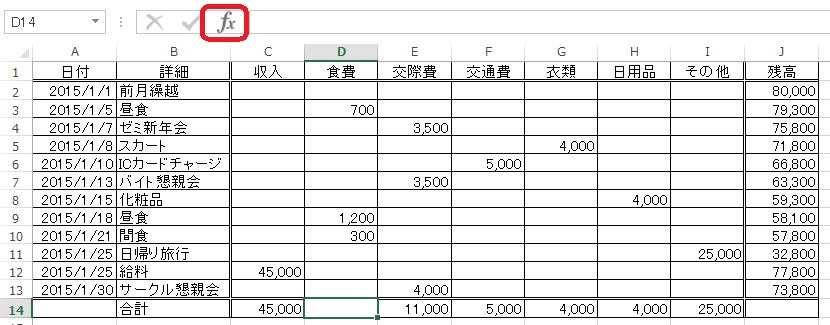 D14 fx
A B C D E F G H I J
1 日付 詳細 収入 食費 交際費 交通費 衣類 日用品 その他 残高
2 2015/1/1 前月繰越 80,000
3 2015/1/5 昼食 700 79,300
4 2015/1/7 ゼミ新年会 3,500 75,800
5 2015/1/8 スカート 4,000 71,800
6 2015/1/10 ICカードチャージ 5,000 66,800
7 2015/1/13 バイト懇親会 3,500 63,300
8 2015/1/15 化粧品 4,000 59,300
9 2015/1/18 昼食 1,200 58,100
10 2015/1/21 間食 300 57,800
11 2015/1/25 日帰り旅行 25,000 32,800
12 2015/1/25 給料 45,000 77,800
13 2015/1/30 サークル懇親会 4,000 73,800
14 合計 45,000 11,000 5,000 4,000 4,000 25,000